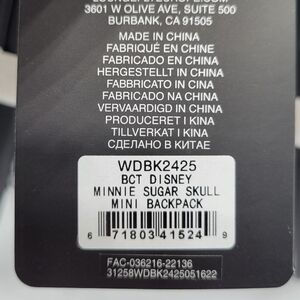 3601 W OLIVE AVE, SUITE 500
BURBANK, CA 91505
MADE IN CHINA
FABRIQUÉ EN CHINE
FABRICADO EN CHINA
HERGESTELLT IN CHINA
FABBRICATO IN CINA
FABRICADO NA CHINA
VERVAARDIGD IN CHINA
PRODUCERET I KINA
TILLVERKAT I KINA
СДЕЛАНО В КИТАЕ
WDBK2425
BCT DISNEY
MINNIE SUGAR SKULL
MINI BACKPACK
6 71803 41524 9
FAC-036216-22136
31258WDBK2425051622